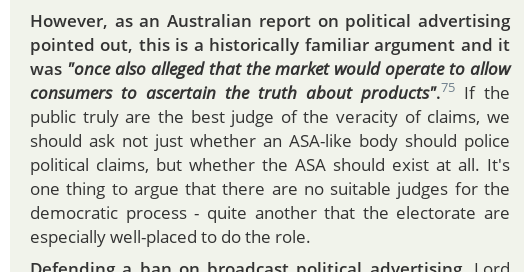 However, as an Australian report on political advertising
pointed out, this is a historically familiar argument and it
was "once also alleged that the market would operate to allow
consumers to ascertain the truth about products".75 If the
public truly are the best judge of the veracity of claims, we
should ask not just whether an ASA-like body should police
political claims, but whether the ASA should exist at all. It's
one thing to argue that there are no suitable judges for the
democratic process - quite another that the electorate are
especially well-placed to do the role.
Defending a ban on broadcast political advertising, Lord